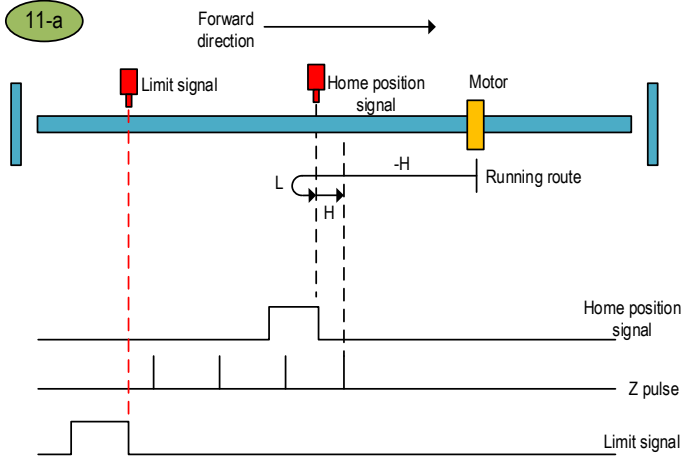 11-a
Forward
direction
Limit signal
Home position
signal
Motor
-H
L
Running route
H
Home position
signal
Z pulse
Limit signal